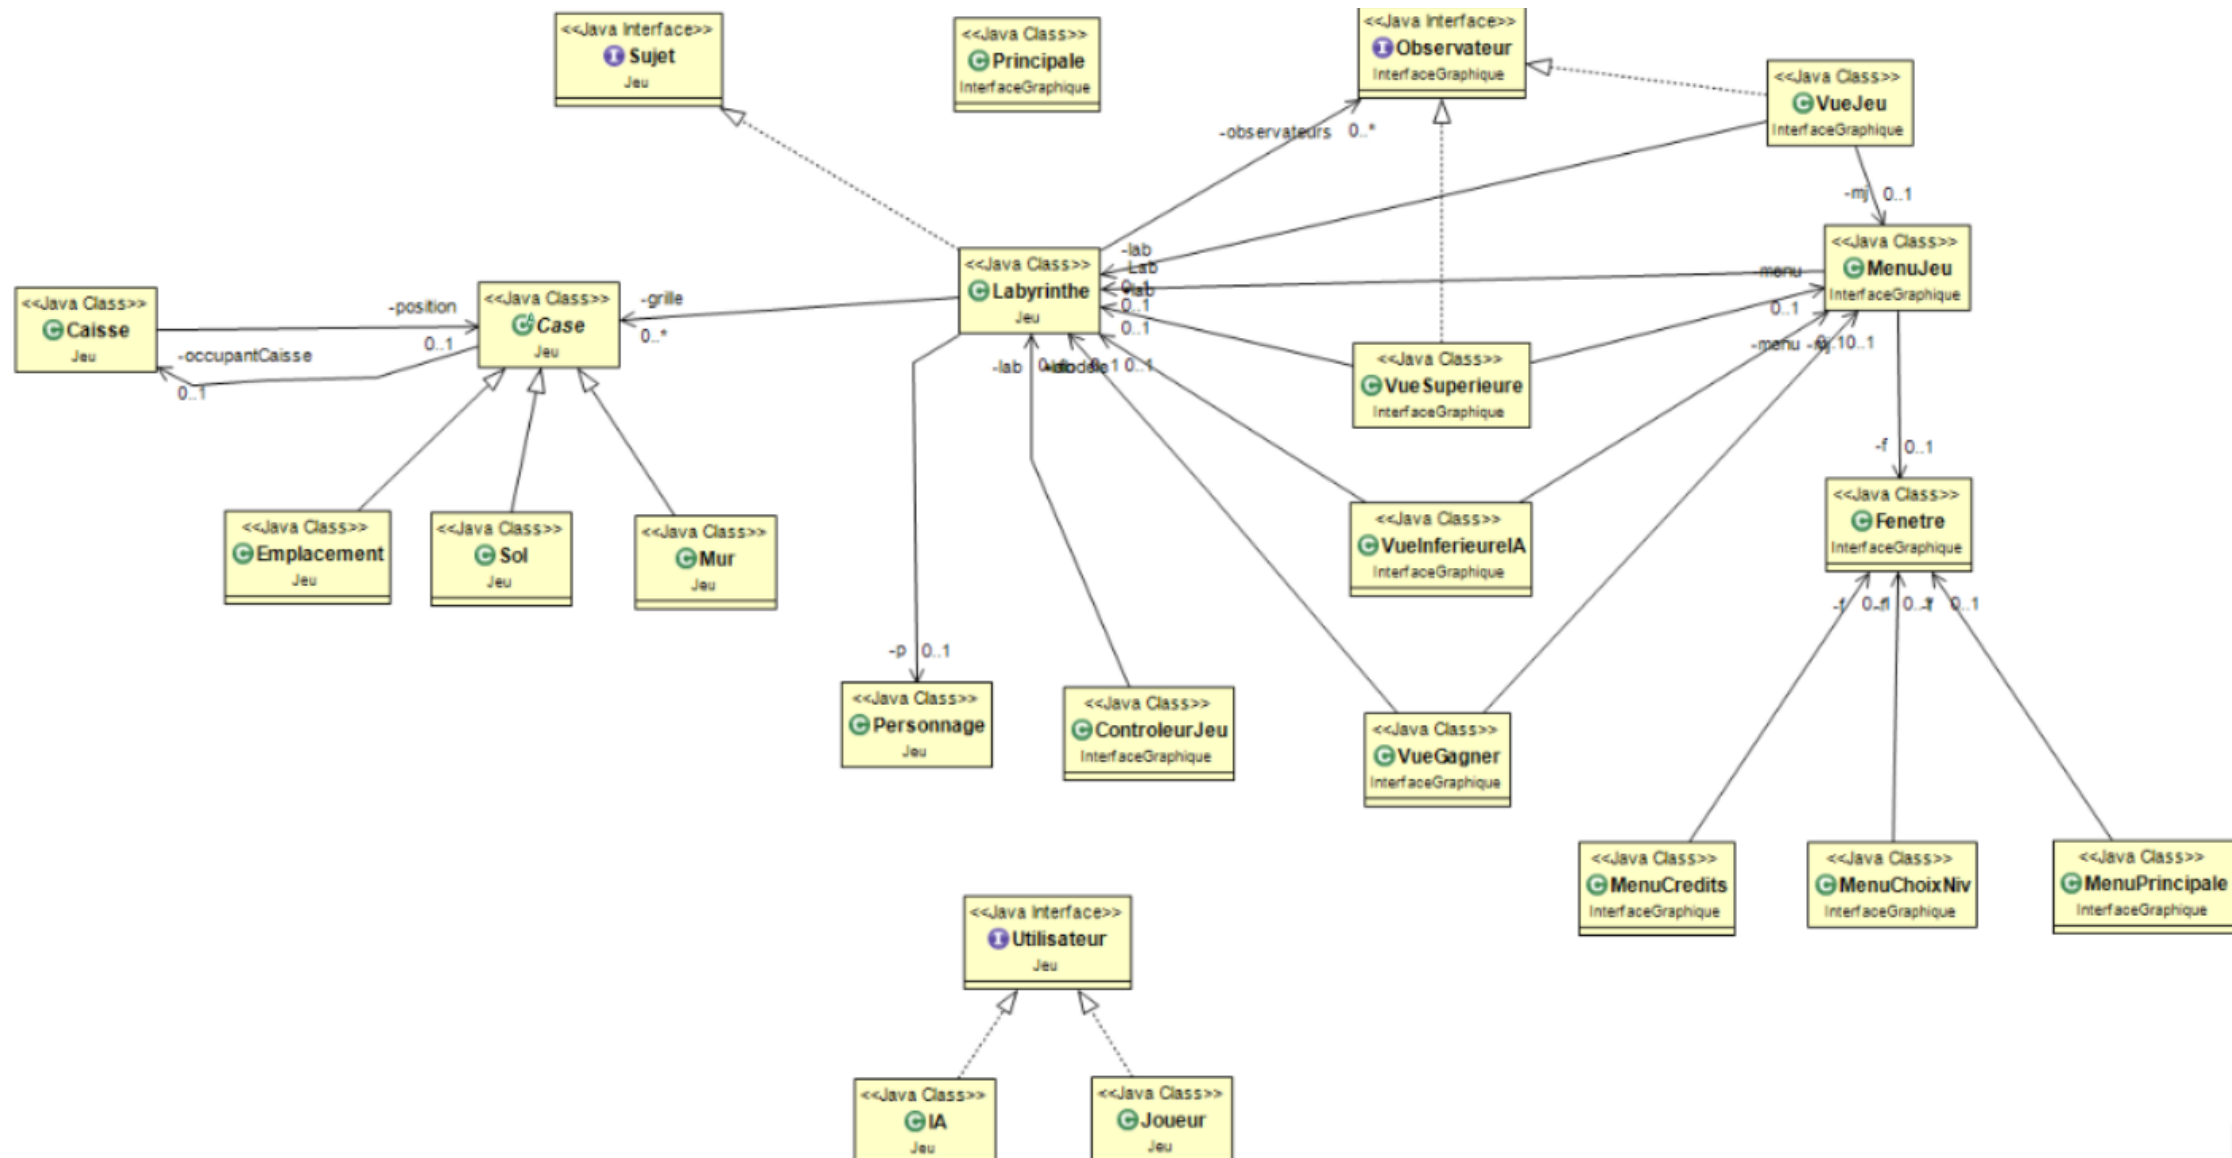 <<Java Interface>>
Sujet
Jeu
<<Java Class>>
Principale
InterfaceGraphique
<<Java Interface>>
Observateur
InterfaceGraphique
<<Java Class>>
VueJeu
InterfaceGraphique
-observateurs 0..*
-mj 0..1
<<Java Class>>
Labyrinthe
Jeu
-lab
-Lab
0..1
0..1
<<Java Class>>
MenuJeu
InterfaceGraphique
-menu
0..1
<<Java Class>>
Caisse
Jeu
-position
0..1
-occupantCaisse
0..1
<<Java Class>>
Case
Jeu
-grille
0..*
-lab
0..1
-menu
0..1
<<Java Class>>
VueSuperieure
InterfaceGraphique
-f 0..1
<<Java Class>>
Emplacement
Jeu
<<Java Class>>
Sol
Jeu
<<Java Class>>
Mur
Jeu
<<Java Class>>
VueInferieureIA
InterfaceGraphique
<<Java Class>>
Fenetre
InterfaceGraphique
-f
0..1
-p 0..1
<<Java Class>>
Personnage
Jeu
<<Java Class>>
ControleurJeu
InterfaceGraphique
<<Java Class>>
VueGagner
InterfaceGraphique
<<Java Class>>
MenuCredits
InterfaceGraphique
<<Java Class>>
MenuChoixNiv
InterfaceGraphique
<<Java Class>>
MenuPrincipale
InterfaceGraphique
<<Java Interface>>
Utilisateur
Jeu
<<Java Class>>
IA
Jeu
<<Java Class>>
Joueur
Jeu